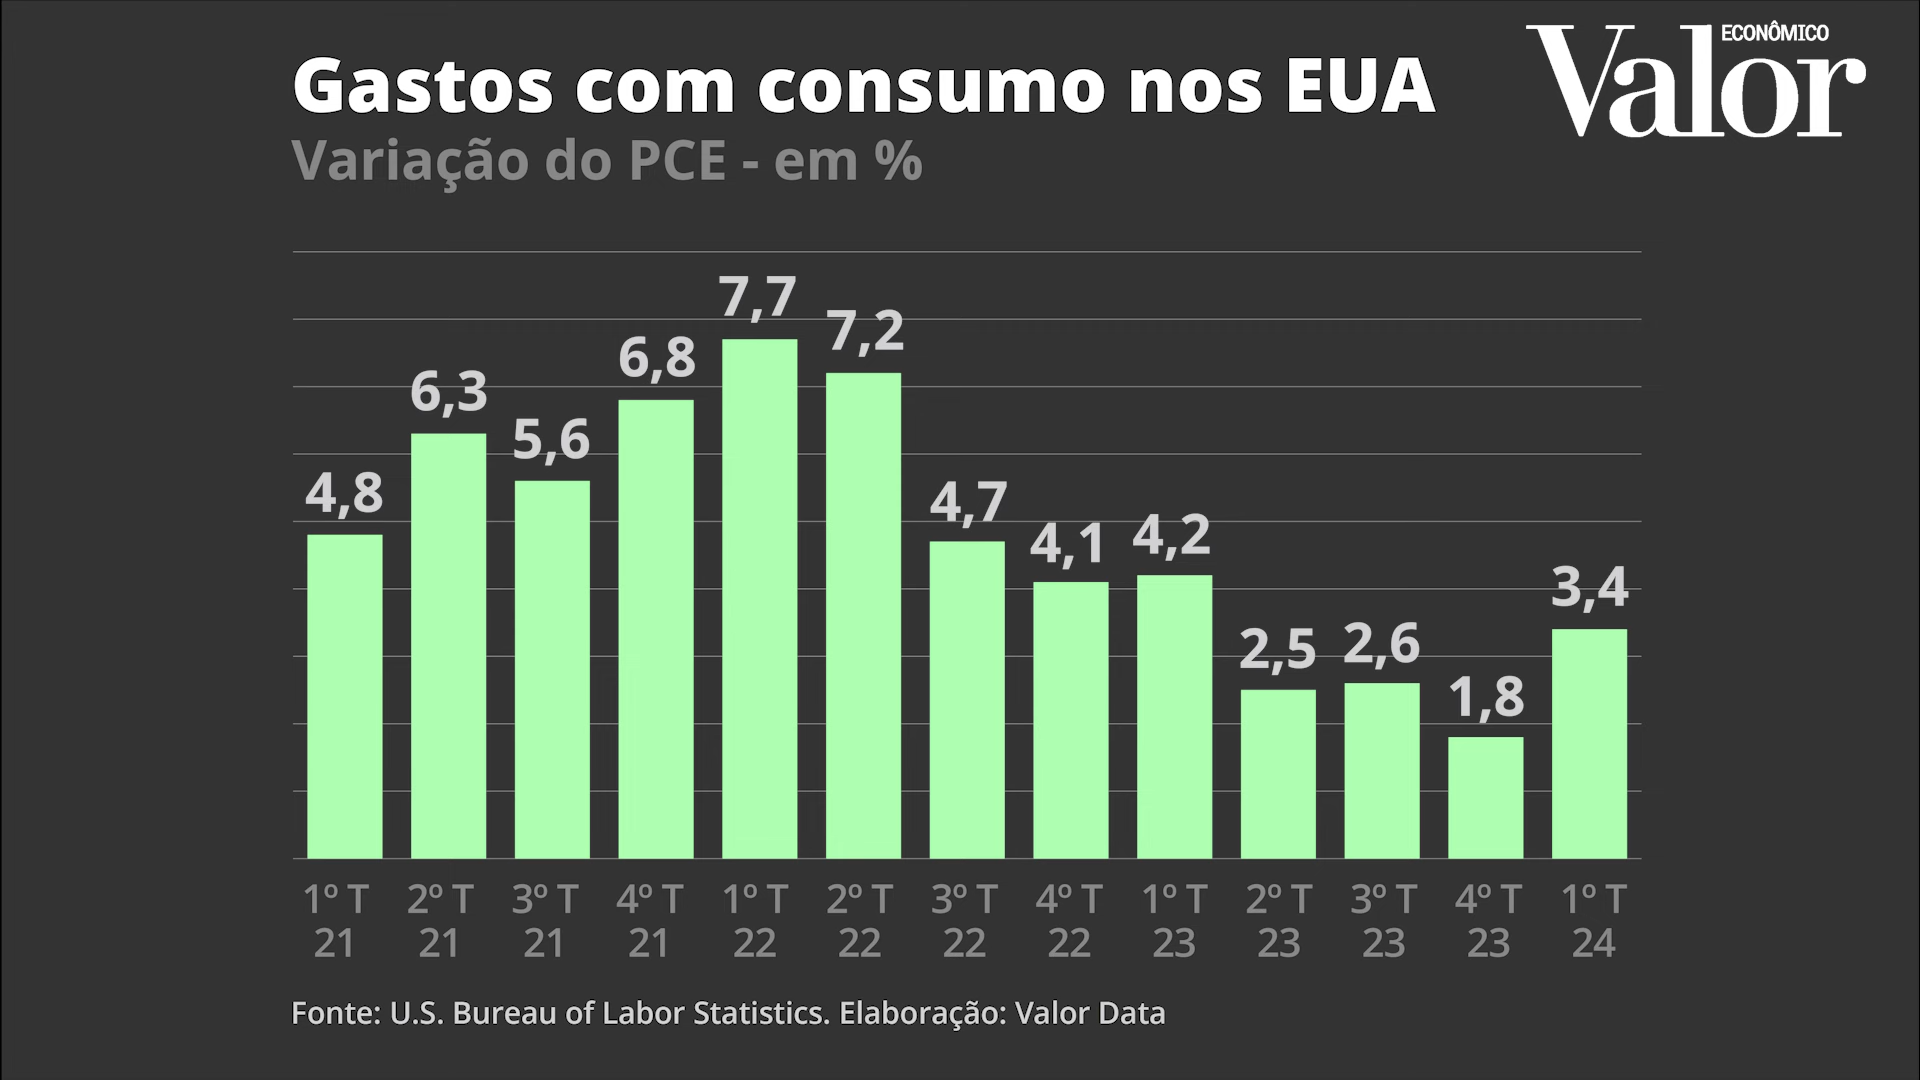 ECONÔMICO
Valor
Gastos com consumo nos EUA
Variação do PCE - em %
4,8
6,3
5,6
6,8
7,7
7,2
4,7
4,1
4,2
2,5
2,6
1,8
3,4
1º T 2º T 3º T 4º T 1º T 2º T 3º T 4º T 1º T 2º T 3º T 4º T 1º T
21 21 21 21 22 22 22 22 23 23 23 23 24
Fonte: U.S. Bureau of Labor Statistics. Elaboração: Valor Data